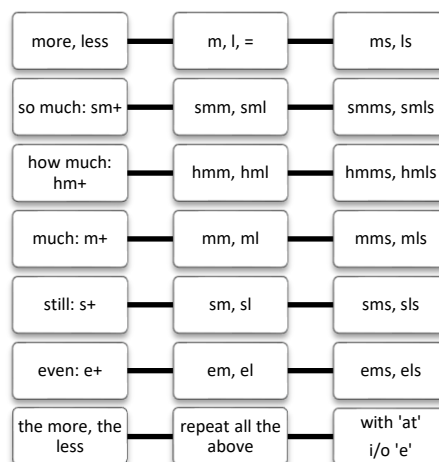 more, less
m, l, =
ms, ls
so much: sm+
smm, sml
smms, smls
how much:
hm+
hmm, hml
hmms, hmls
much: m+
mm, ml
mms, mls
still: s+
sm, sl
sms, sls
even: e+
em, el
ems, els
the more, the
less
repeat all the
above
with 'at'
i/o 'e'